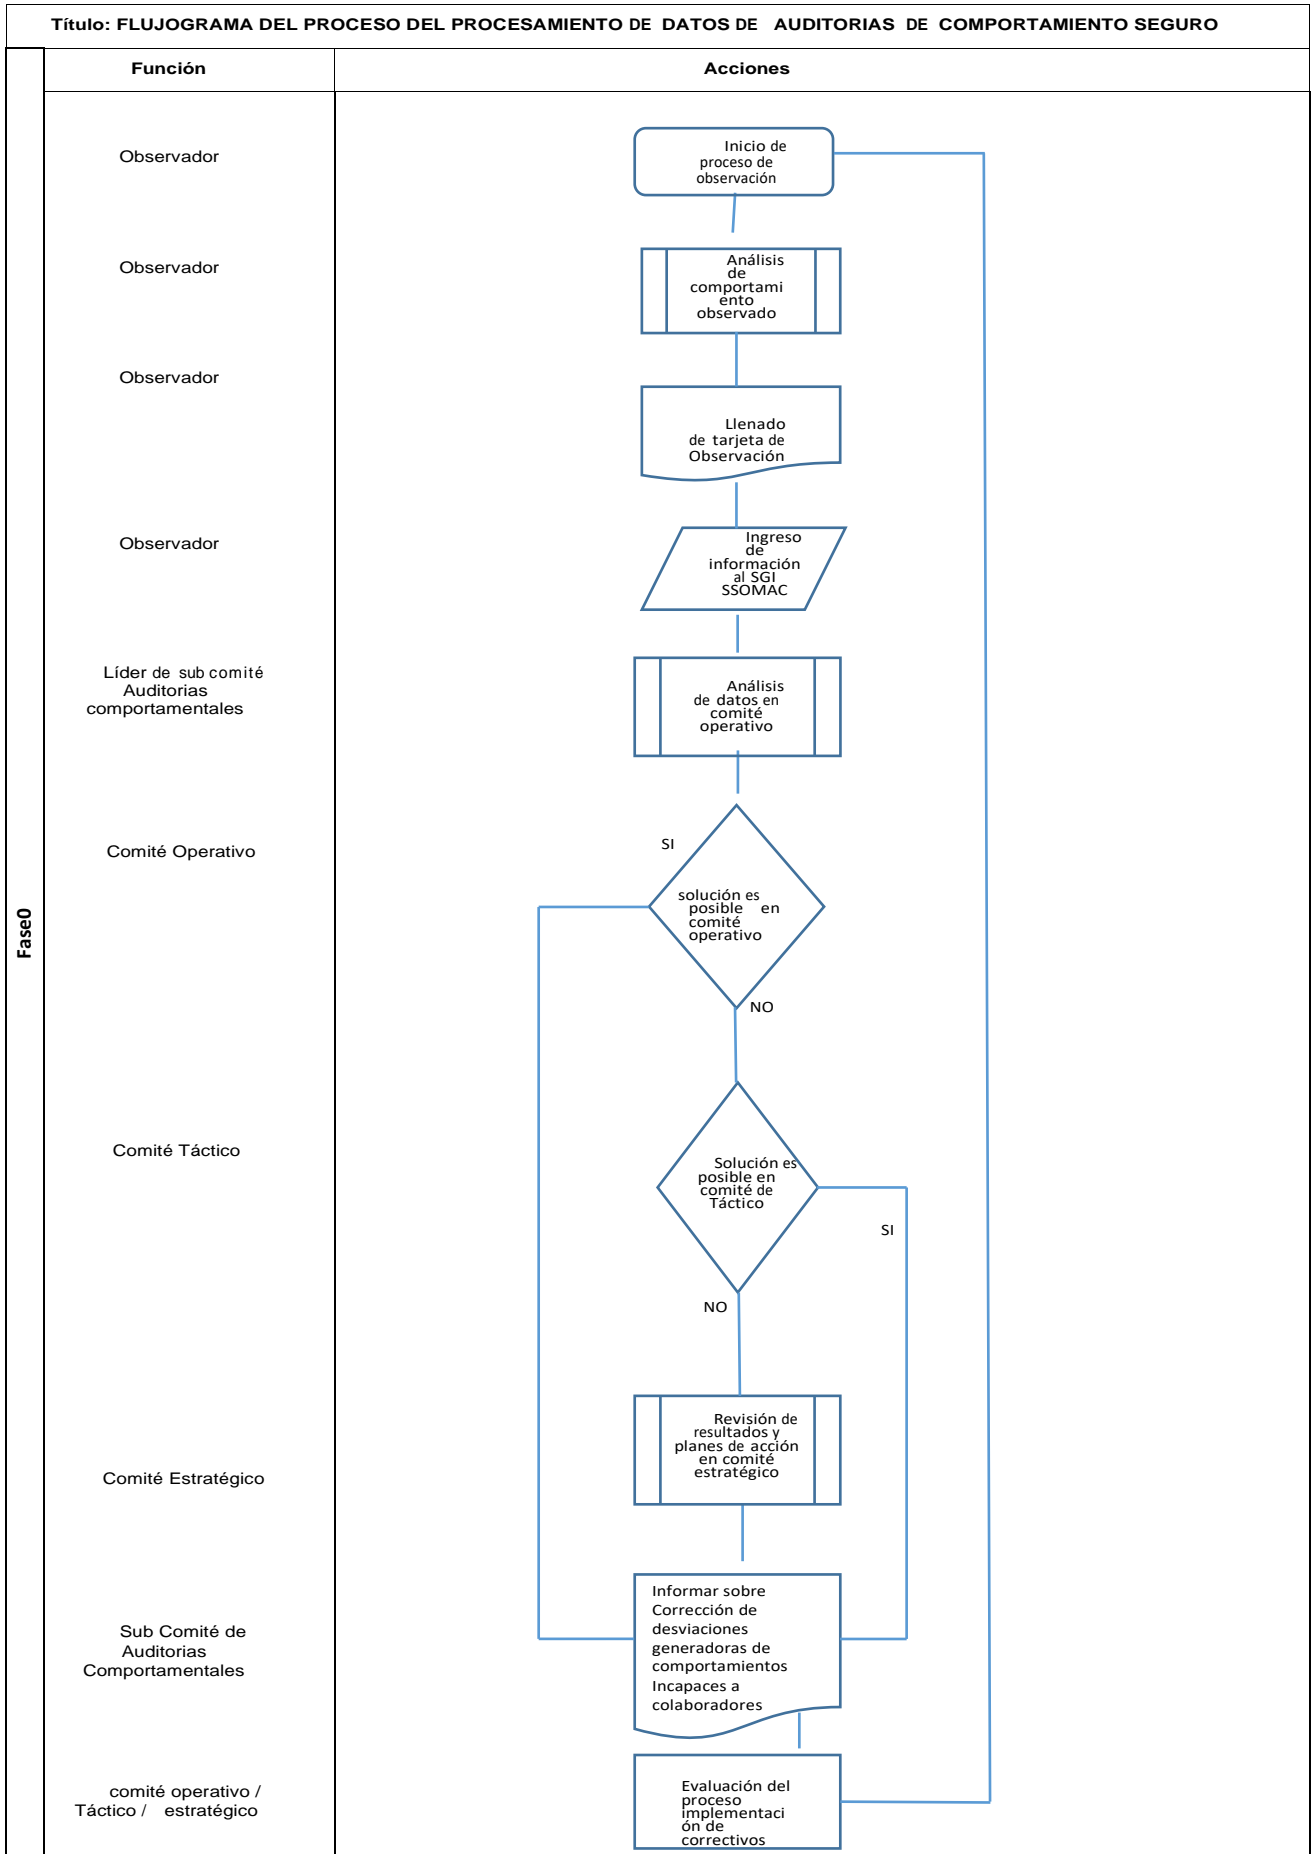 Título: FLUJOGRAMA DEL PROCESO DEL PROCESAMIENTO DE DATOS DE AUDITORIAS DE COMPORTAMIENTO SEGURO
Función
Acciones
Fase0
Observador
Inicio de
proceso de
observación
Observador
Análisis
de
comportami
ento
observado
Observador
Llenado
de tarjeta de
Observación
Observador
Ingreso
de
información
al SGI
SSOMAC
Líder de sub comité
Auditorias
comportamentales
Análisis
de datos en
comité
operativo
Comité Operativo
SI
solución es
posible en
comité
operativo
NO
Comité Táctico
Solución es
posible en
comité de
Táctico
SI
NO
Comité Estratégico
Revisión de
resultados y
planes de acción
en comité
estratégico
Sub Comité de
Auditorias
Comportamentales
Informar sobre
Corrección de
desviaciones
generadoras de
comportamientos
Incapaces a
colaboradores
comité operativo /
Táctico / estratégico
Evaluación del
proceso
implementaci
ón de
correctivos